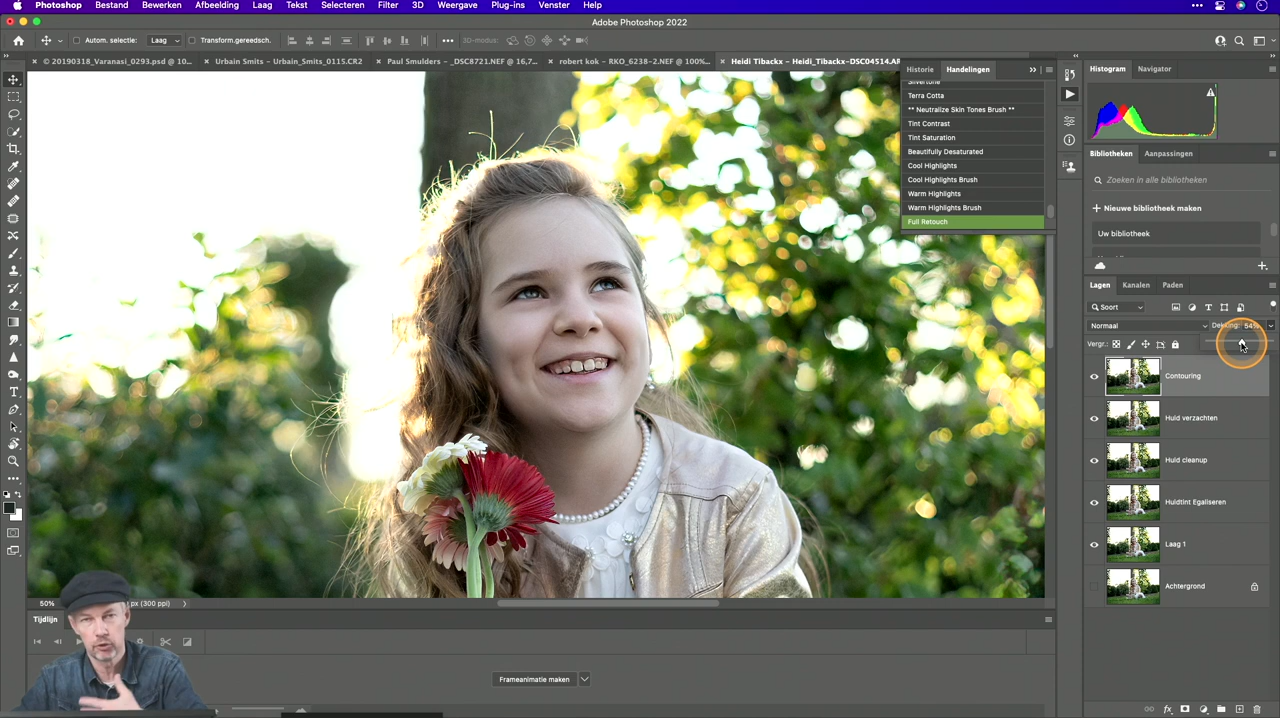 Photoshop Bestand Bewerken Afbeelding Laag Tekst Selecteren Filter 3D Weergave Plug-ins Venster Help
Adobe Photoshop 2022
Autom. selectie: Laag Transform.gereedsch. 3D-modus:
© 20190318_Varanasi_0293.psd @ 10...
Urbain Smits – Urbain_Smits_0115.CR2
Paul Smulders – _DSC8721.NEF @ 16,7...
robert kok – RKO_6238-2.NEF @ 100%...
Heidi Tibackx – Heidi_Tibackx-DSC04514.AR
Historie Handelingen
Silvertone
Terra Cotta
** Neutralize Skin Tones Brush **
Tint Contrast
Tint Saturation
Beautifully Desaturated
Cool Highlights
Cool Highlights Brush
Warm Highlights
Warm Highlights Brush
Full Retouch
Histogram Navigator
Bibliotheken Aanpassingen
Zoeken in alle bibliotheken
Nieuwe bibliotheek maken
Uw bibliotheek
Lagen Kanalen Paden
Soort
Normaal Dekking: 54%
Vergr.:
Contouring
Huid verzachten
Huid cleanup
Huidtint Egaliseren
Laag 1
Achtergrond
50% px (300 ppi)
Tijdlijn
Frameanimatie maken